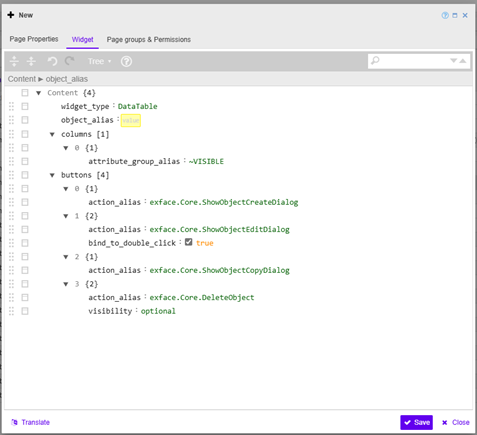 New
Page Properties Widget Page groups & Permissions
Tree
Content ▶ object_alias
Content {4}
widget_type : DataTable
object_alias : value
columns [1]
0 {1}
attribute_group_alias : ~VISIBLE
buttons [4]
0 {1}
action_alias : exface.Core.ShowObjectCreateDialog
1 {2}
action_alias : exface.Core.ShowObjectEditDialog
bind_to_double_click : true
2 {1}
action_alias : exface.Core.ShowObjectCopyDialog
3 {2}
action_alias : exface.Core.DeleteObject
visibility : optional
Translate Save Close